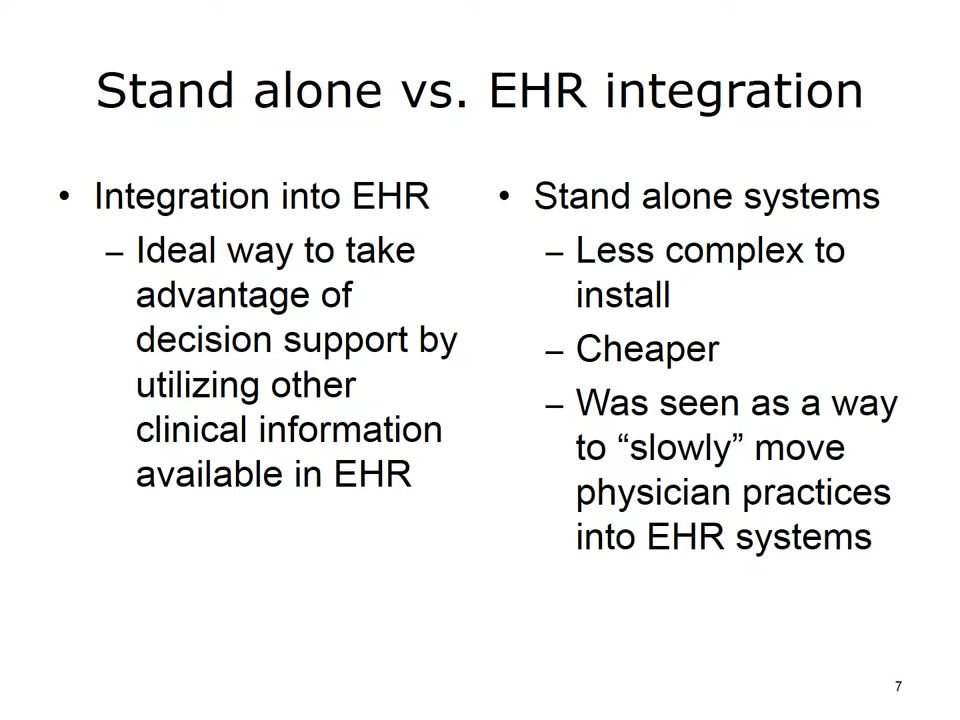 Stand alone vs. EHR integration
• Integration into EHR
– Ideal way to take
advantage of
decision support by
utilizing other
clinical information
available in EHR
• Stand alone systems
– Less complex to
install
– Cheaper
– Was seen as a way
to “slowly” move
physician practices
into EHR systems
7